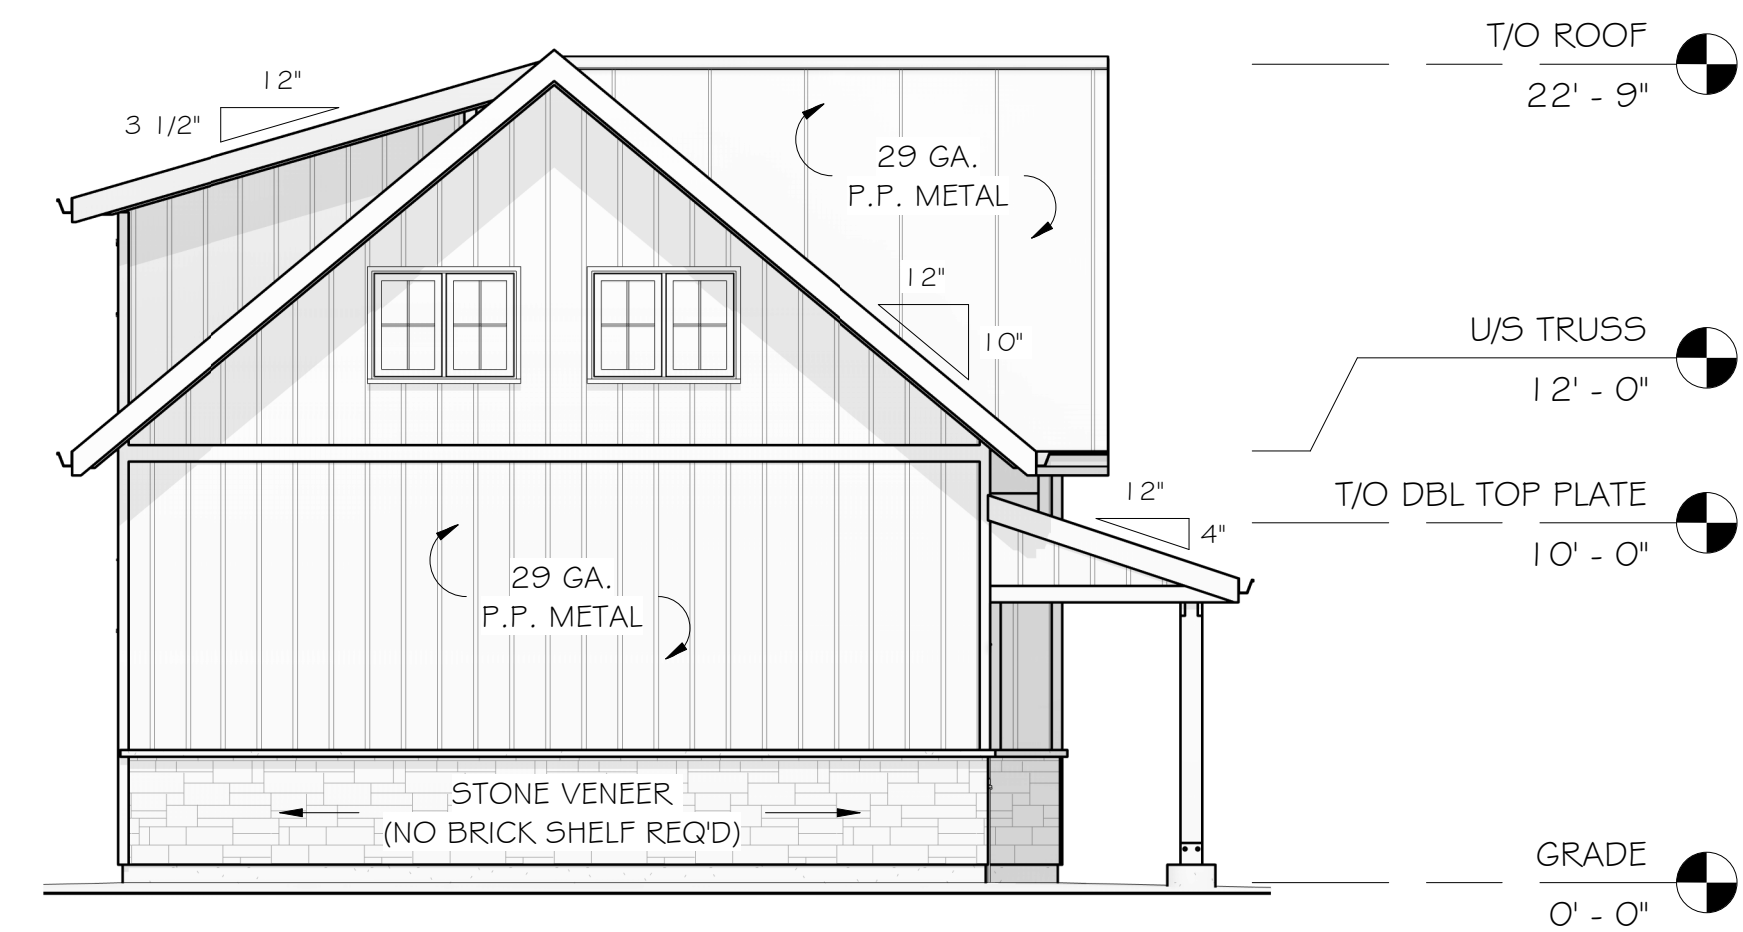 T/O ROOF
22' - 9"
12"
3 1/2"
29 GA.
P.P. METAL
12"
10"
U/S TRUSS
12' - 0"
12"
4"
T/O DBL TOP PLATE
10' - 0"
29 GA.
P.P. METAL
STONE VENEER
(NO BRICK SHELF REQ'D)
GRADE
0' - 0"